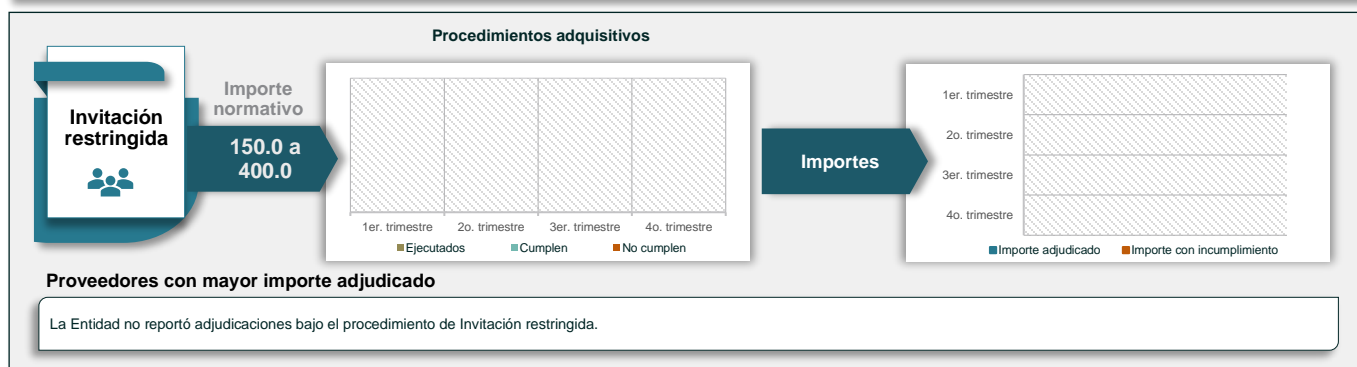 Procedimientos adquisitivos
Invitación
restringida
Importe
normativo
150.0 a
400.0
1er. trimestre 2o. trimestre 3er. trimestre 4o. trimestre
Ejecutados Cumplen No cumplen
Importes
1er. trimestre
2o. trimestre
3er. trimestre
4o. trimestre
Importe adjudicado Importe con incumplimiento
Proveedores con mayor importe adjudicado
La Entidad no reportó adjudicaciones bajo el procedimiento de Invitación restringida.